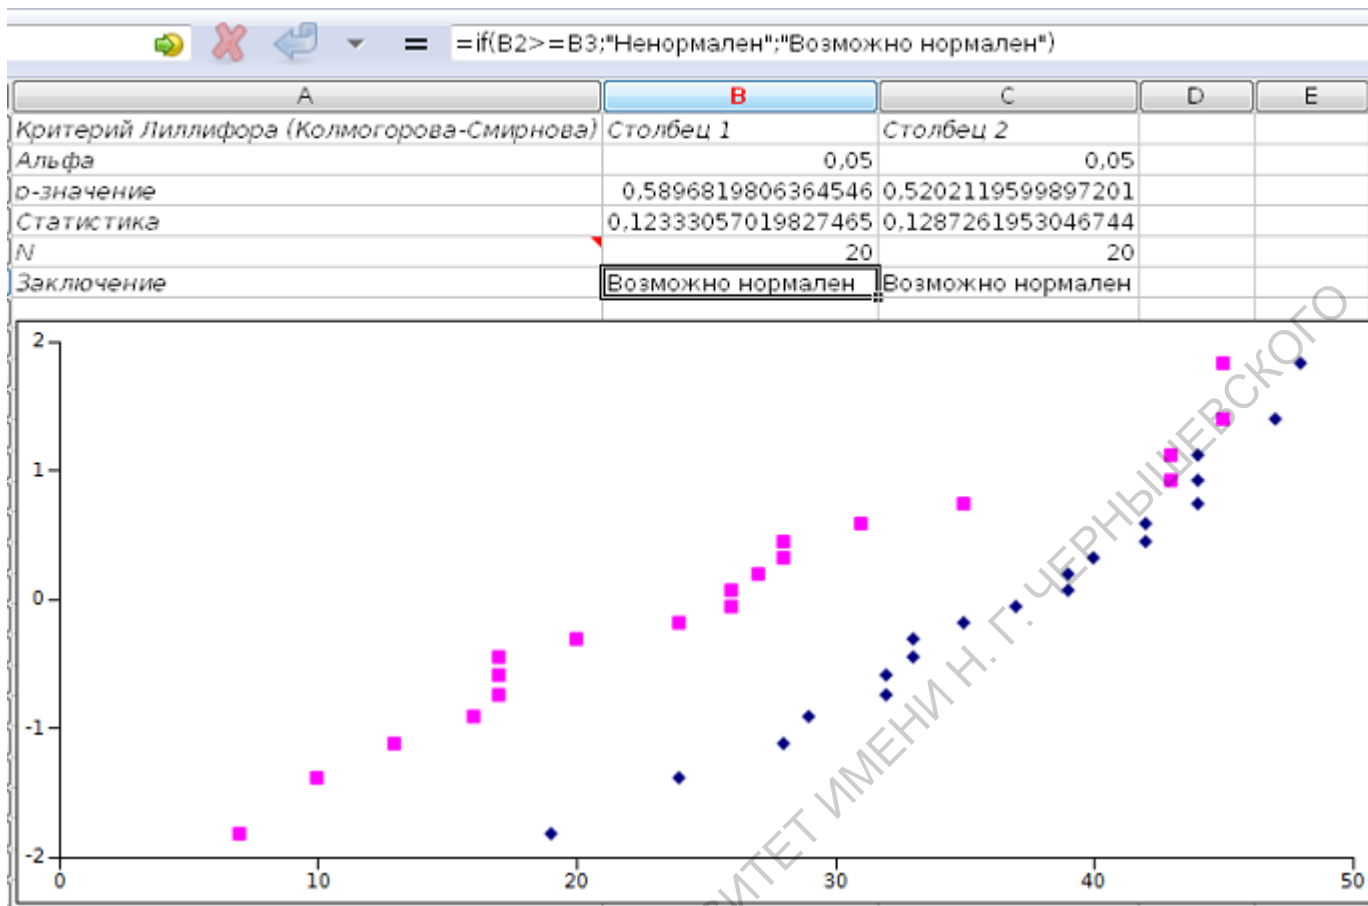 =if(B2>=B3;"Ненормален";"Возможно нормален")
A B C D E
Критерий Лиллифора (Колмогорова-Смирнова) Столбец 1 Столбец 2
Альфа 0,05 0,05
p-значение 0,5896819806364546 0,5202119599897201
Статистика 0,12333057019827465 0,1287261953046744
N 20 20
Заключение Возможно нормален Возможно нормален
2
1
0
-1
-2
0 10 20 30 40 50
СИТЕТ ИМЕНИ Н. Г. ЧЕРНЫШЕВСКОГО